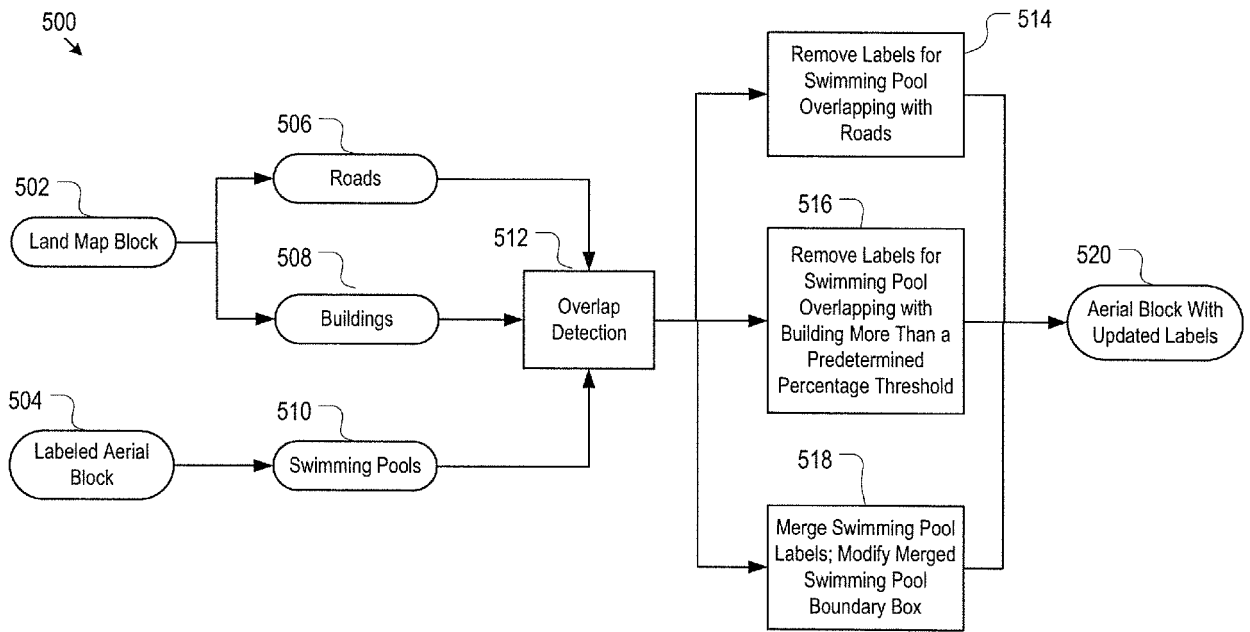 500
502
Land Map Block
504
Labeled Aerial
Block
506
Roads
508
Buildings
510
Swimming Pools
512
Overlap
Detection
514
Remove Labels for
Swimming Pool
Overlapping with
Roads
516
Remove Labels for
Swimming Pool
Overlapping with
Building More Than a
Predetermined
Percentage Threshold
518
Merge Swimming Pool
Labels; Modify Merged
Swimming Pool
Boundary Box
520
Aerial Block With
Updated Labels